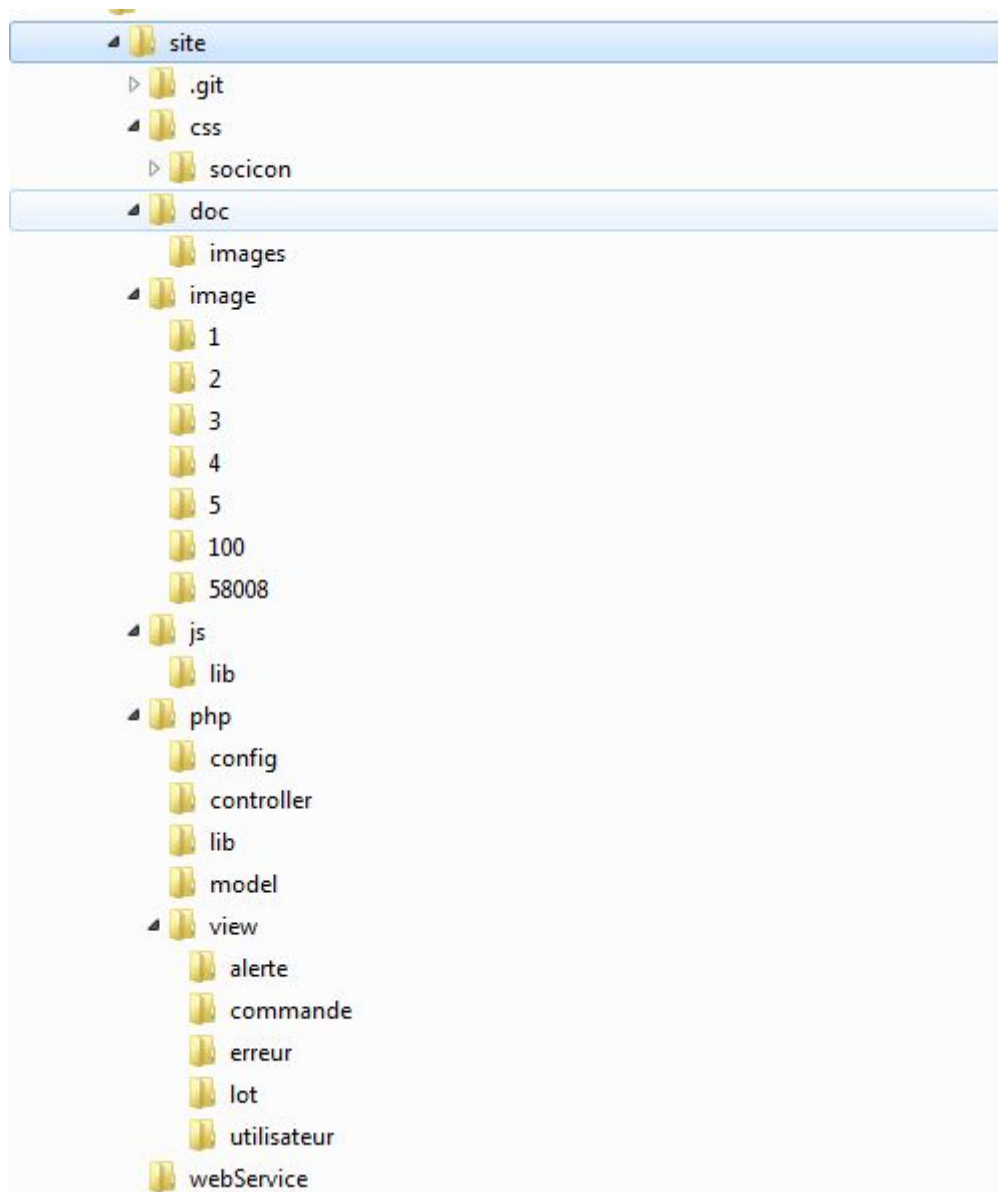 site
.git
css
socicon
doc
images
image
1
2
3
4
5
100
58008
js
lib
php
config
controller
lib
model
view
alerte
commande
erreur
lot
utilisateur
webService